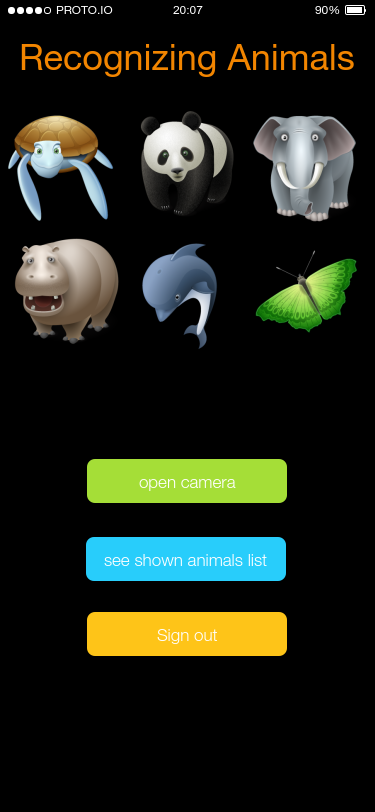 PROTO.IO 20:07 90%
Recognizing Animals
open camera
see shown animals list
Sign out